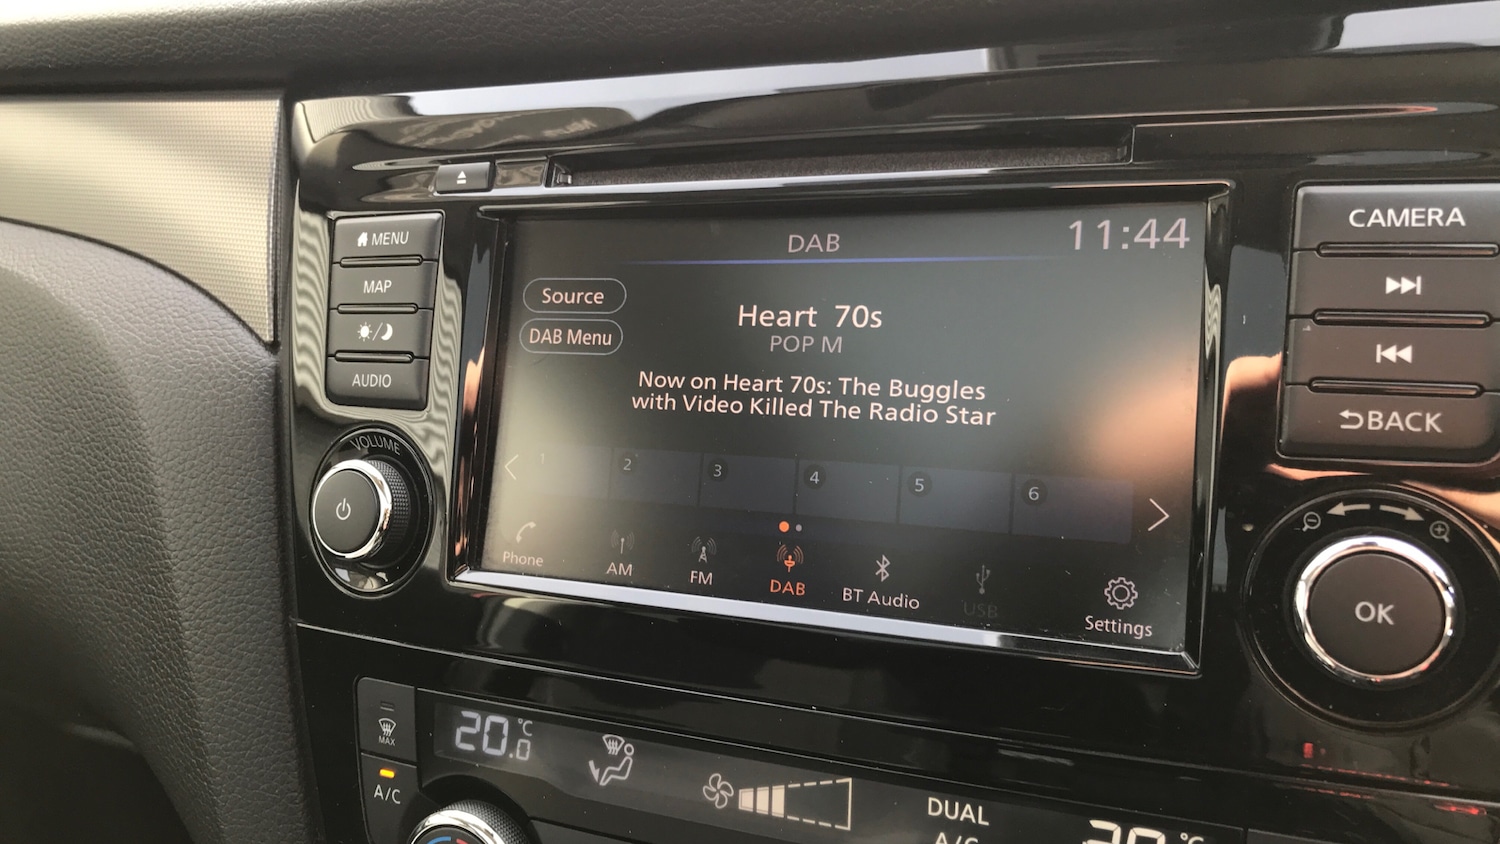 MENU
MAP
AUDIO
VOLUME
DAB
11:44
Source
DAB Menu
Heart 70s
POP M
Now on Heart 70s: The Buggles
with Video Killed The Radio Star
1
2
3
4
5
6
Phone
AM
FM
DAB
BT Audio
USB
Settings
CAMERA
BACK
OK
MAX
A/C
20.0 °C
DUAL
A/C
°C